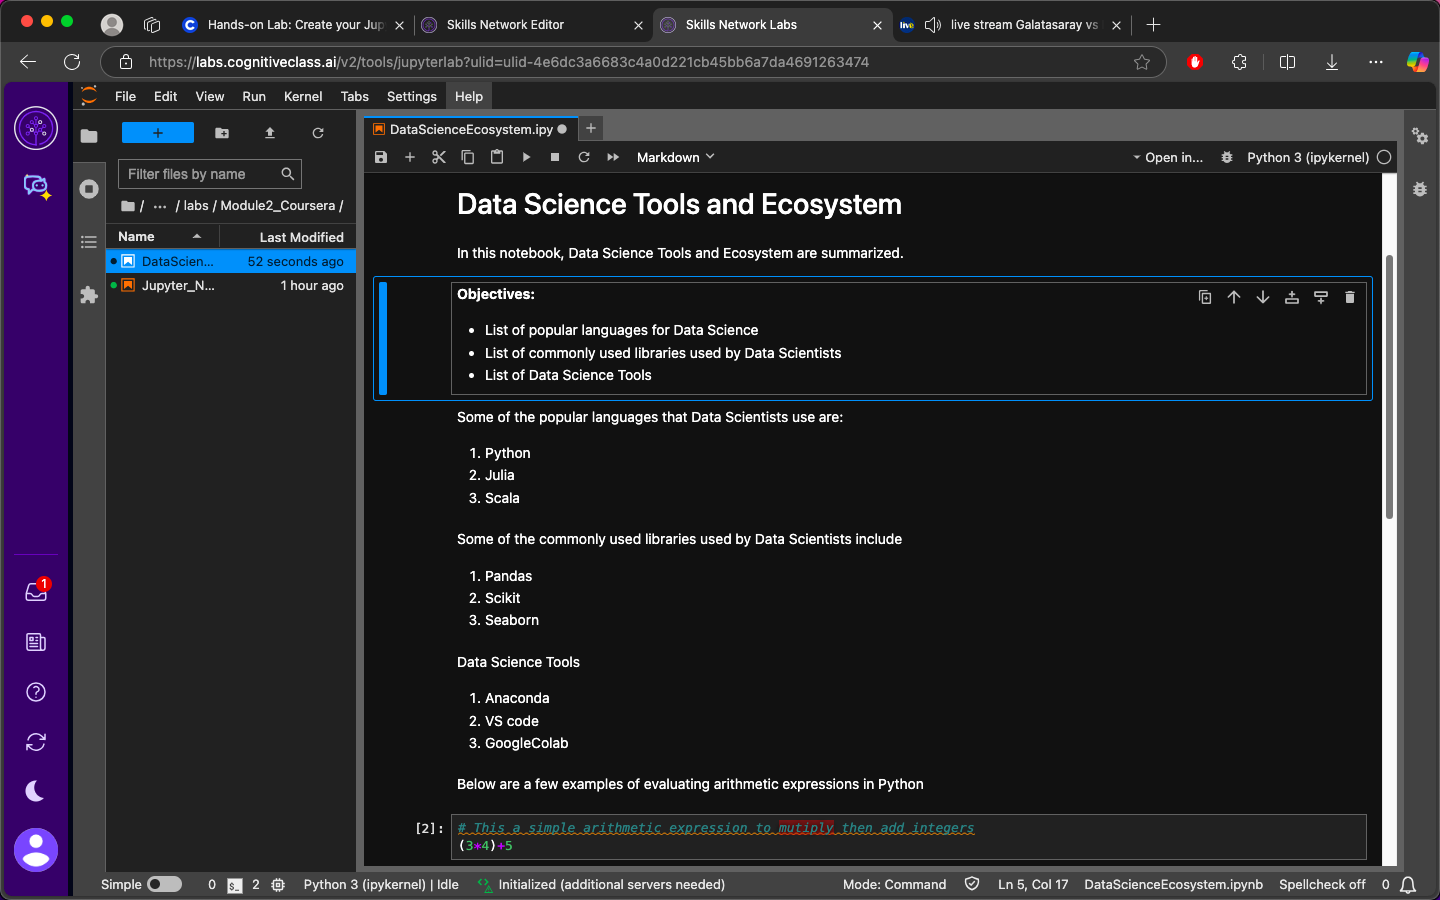 Hands-on Lab: Create your Jup
Skills Network Editor
Skills Network Labs
live
live stream Galatasaray vs
https://labs.cognitiveclass.ai/v2/tools/jupyterlab?ulid=ulid-4e6dc3a6683c4a0d221cb45bb6a7da4691263474
File Edit View Run Kernel Tabs Settings Help
DataScienceEcosystem.ipy
Markdown
Open in...
Python 3 (ipykernel)
Filter files by name
/ ... / labs / Module2_Coursera /
Name Last Modified
DataScien... 52 seconds ago
Jupyter_N... 1 hour ago
Data Science Tools and Ecosystem
In this notebook, Data Science Tools and Ecosystem are summarized.
Objectives:
• List of popular languages for Data Science
• List of commonly used libraries used by Data Scientists
• List of Data Science Tools
Some of the popular languages that Data Scientists use are:
1. Python
2. Julia
3. Scala
Some of the commonly used libraries used by Data Scientists include
1. Pandas
2. Scikit
3. Seaborn
Data Science Tools
1. Anaconda
2. VS code
3. GoogleColab
Below are a few examples of evaluating arithmetic expressions in Python
[2]: # This a simple arithmetic expression to mutiply then add integers
(3*4)+5
1
Simple 0 2 Python 3 (ipykernel) | Idle Initialized (additional servers needed) Mode: Command Ln 5, Col 17 DataScienceEcosystem.ipynb Spellcheck off 0